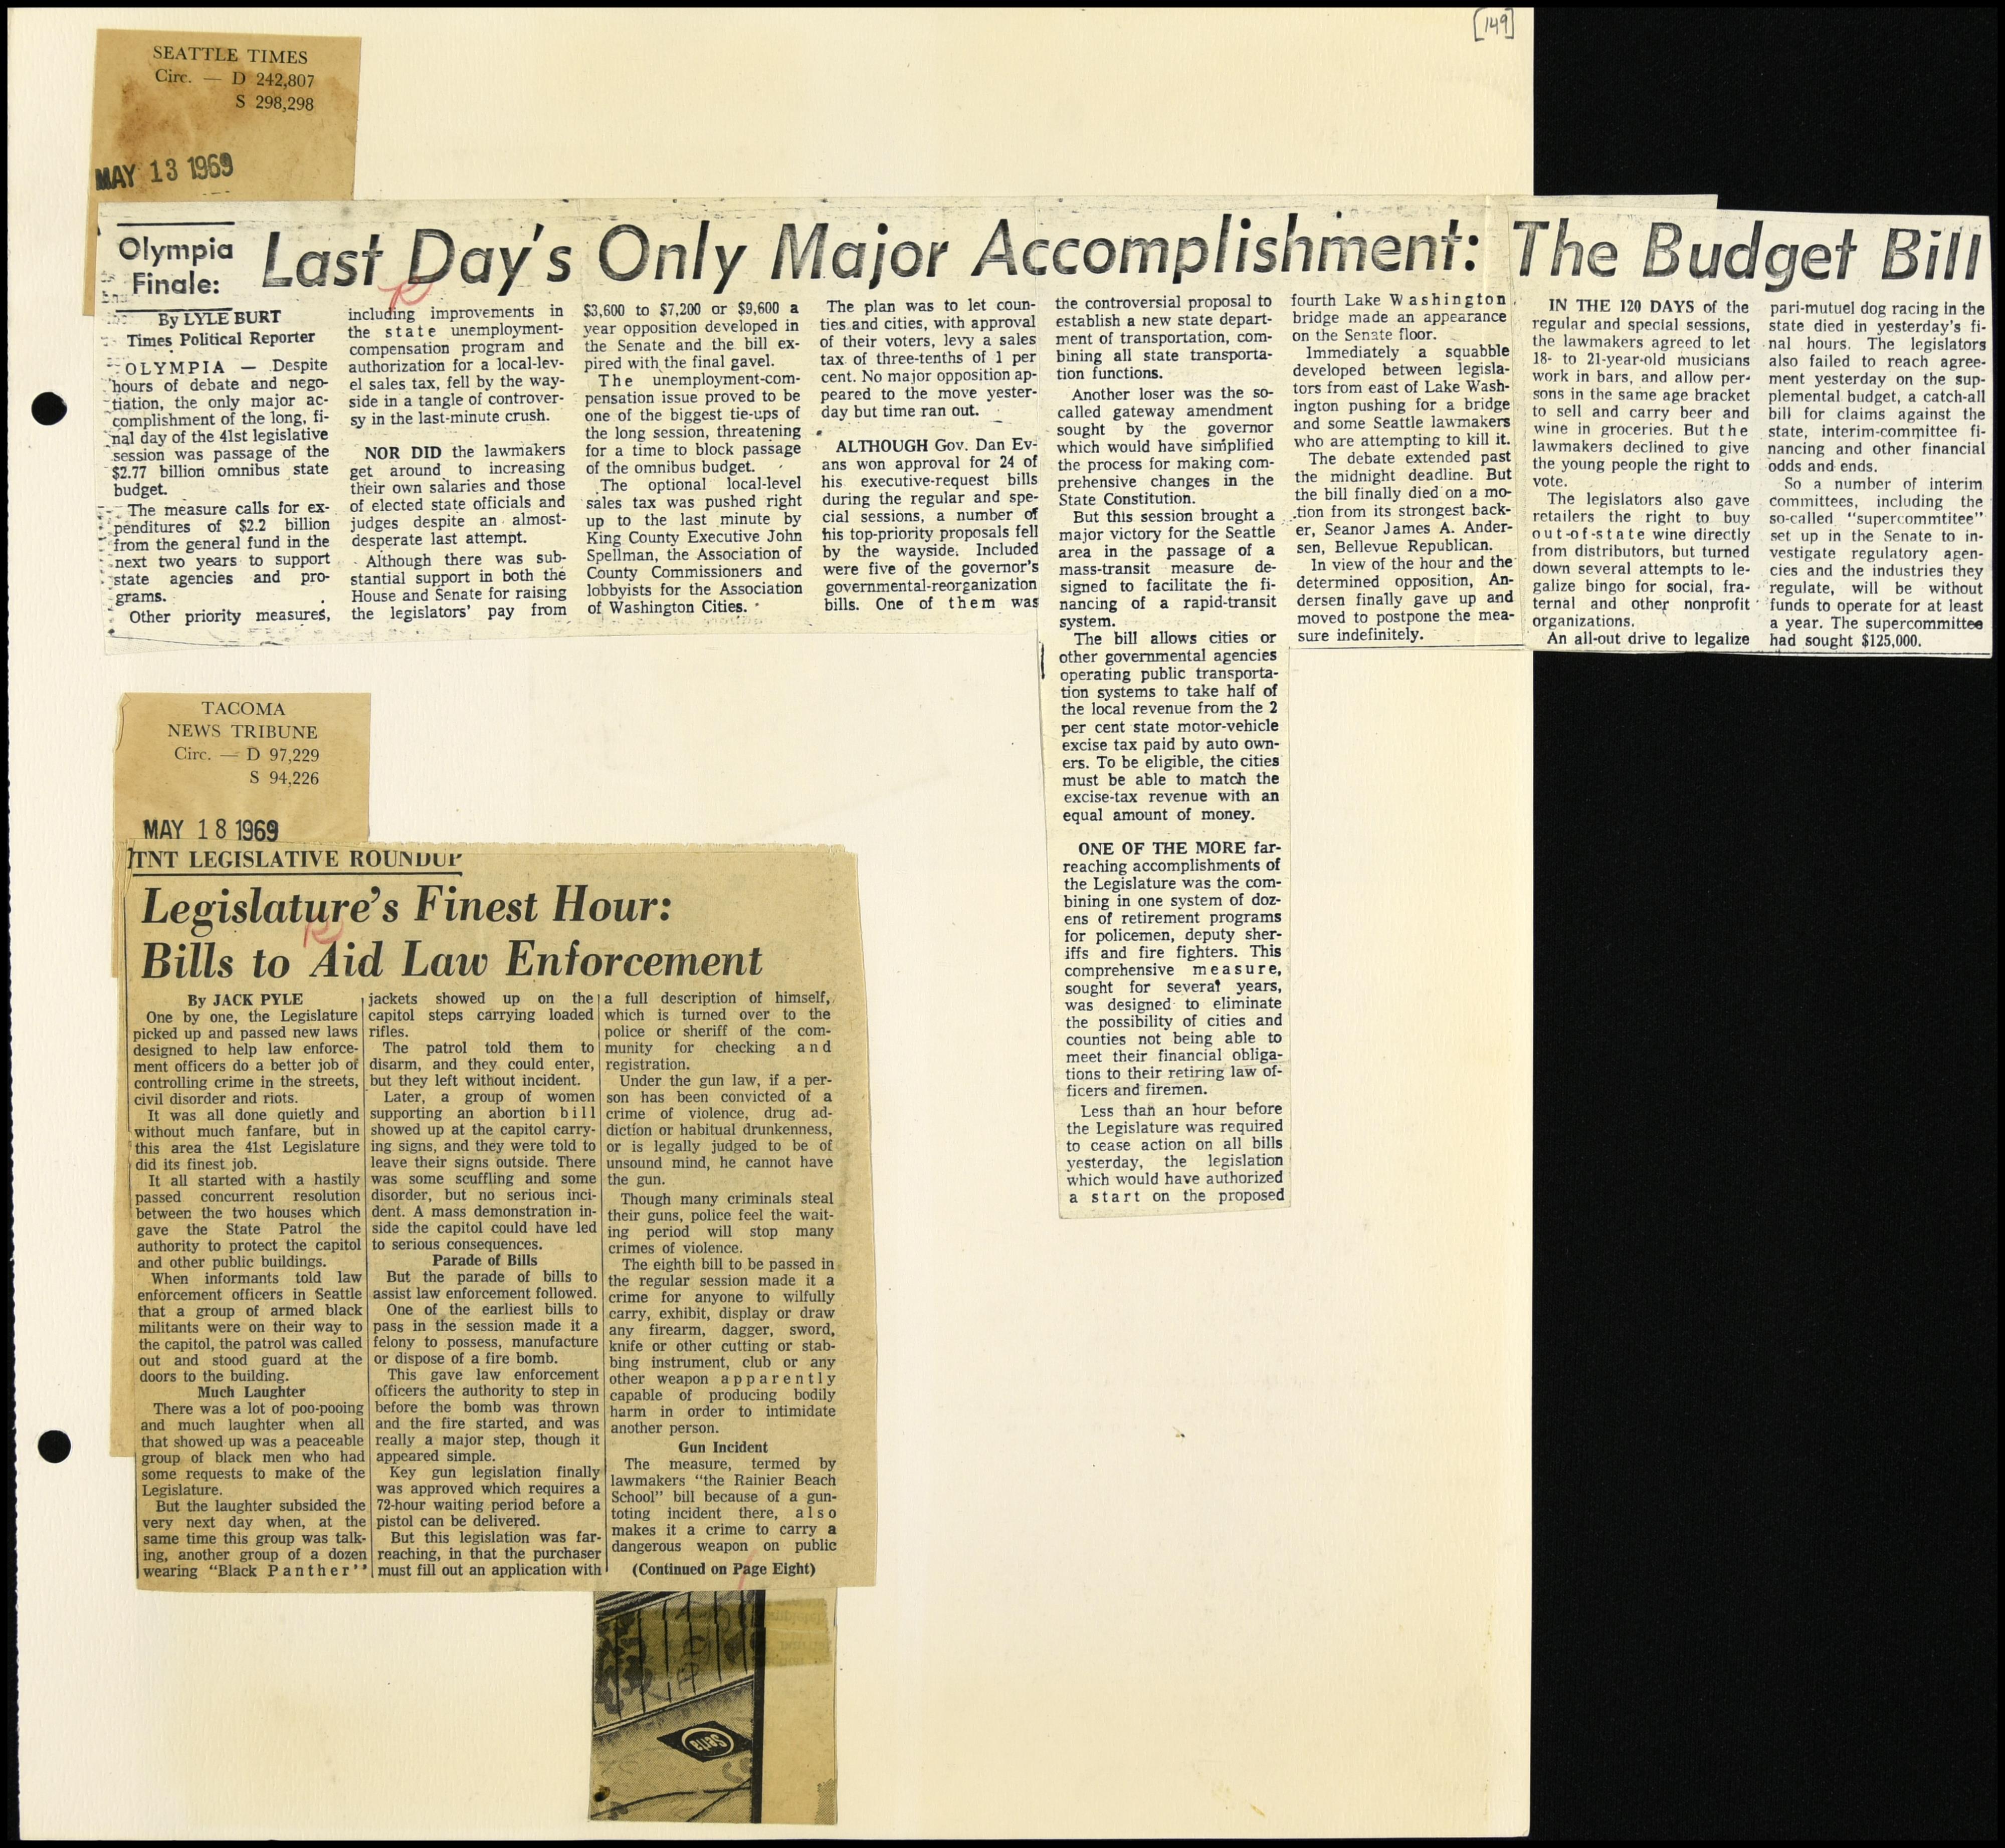 [149]
SEATTLE TIMES
Circ. — D 242,807
S 298,298
MAY 13 1969
Olympia
Finale:
Last Day's Only Major Accomplishment: The Budget Bill
By LYLE BURT
Times Political Reporter
OLYMPIA — Despite
hours of debate and nego-
tiation, the only major ac-
complishment of the long, fi-
nal day of the 41st legislative
session was passage of the
$2.77 billion omnibus state
budget.
The measure calls for ex-
penditures of $2.2 billion
from the general fund in the
next two years to support
state agencies and pro-
grams.
Other priority measures,
including improvements in
the state unemployment-
compensation program and
authorization for a local-lev-
el sales tax, fell by the way-
side in a tangle of controver-
sy in the last-minute crush.
NOR DID the lawmakers
get around to increasing
their own salaries and those
of elected state officials and
judges despite an almost-
desperate last attempt.
Although there was sub-
stantial support in both the
House and Senate for raising
the legislators' pay from
$3,600 to $7,200 or $9,600 a
year opposition developed in
the Senate and the bill ex-
pired with the final gavel.
The unemployment-com-
pensation issue proved to be
one of the biggest tie-ups of
the long session, threatening
for a time to block passage
of the omnibus budget.
The optional local-level
sales tax was pushed right
up to the last minute by
King County Executive John
Spellman, the Association of
County Commissioners and
lobbyists for the Association
of Washington Cities.
The plan was to let coun-
ties and cities, with approval
of their voters, levy a sales
tax of three-tenths of 1 per
cent. No major opposition ap-
peared to the move yester-
day but time ran out.
ALTHOUGH Gov. Dan Ev-
ans won approval for 24 of
his executive-request bills
during the regular and spe-
cial sessions, a number of
his top-priority proposals fell
by the wayside. Included
were five of the governor's
governmental-reorganization
bills. One of them was
the controversial proposal to
establish a new state depart-
ment of transportation, com-
bining all state transporta-
tion functions.
Another loser was the so-
called gateway amendment
sought by the governor
which would have simplified
the process for making com-
prehensive changes in the
State Constitution.
But this session brought a
major victory for the Seattle
area in the passage of a
mass-transit measure de-
signed to facilitate the fi-
nancing of a rapid-transit
system.
The bill allows cities or
other governmental agencies
operating public transporta-
tion systems to take half of
the local revenue from the 2
per cent state motor-vehicle
excise tax paid by auto own-
ers. To be eligible, the cities
must be able to match the
excise-tax revenue with an
equal amount of money.
ONE OF THE MORE far-
reaching accomplishments of
the Legislature was the com-
bining in one system of doz-
ens of retirement programs
for policemen, deputy sher-
iffs and fire fighters. This
comprehensive measure,
sought for several years,
was designed to eliminate
the possibility of cities and
counties not being able to
meet their financial obliga-
tions to their retiring law of-
ficers and firemen.
Less than an hour before
the Legislature was required
to cease action on all bills
yesterday, the legislation
which would have authorized
a start on the proposed
fourth Lake Washington
bridge made an appearance
on the Senate floor.
Immediately a squabble
developed between legisla-
tors from east of Lake Wash-
ington pushing for a bridge
and some Seattle lawmakers
who are attempting to kill it.
The debate extended past
the midnight deadline. But
the bill finally died on a mo-
tion from its strongest back-
er, Seanor James A. Ander-
sen, Bellevue Republican.
In view of the hour and the
determined opposition, An-
dersen finally gave up and
moved to postpone the mea-
sure indefinitely.
IN THE 120 DAYS of the
regular and special sessions,
the lawmakers agreed to let
18- to 21-year-old musicians
work in bars, and allow per-
sons in the same age bracket
to sell and carry beer and
wine in groceries. But the
lawmakers declined to give
the young people the right to
vote.
The legislators also gave
retailers the right to buy
out-of-state wine directly
from distributors, but turned
down several attempts to le-
galize bingo for social, fra-
ternal and other nonprofit
organizations.
An all-out drive to legalize
pari-mutuel dog racing in the
state died in yesterday's fi-
nal hours. The legislators
also failed to reach agree-
ment yesterday on the sup-
plemental budget, a catch-all
bill for claims against the
state, interim-committee fi-
nancing and other financial
odds and ends.
So a number of interim
committees, including the
so-called "supercommtitee"
set up in the Senate to in-
vestigate regulatory agen-
cies and the industries they
regulate, will be without
funds to operate for at least
a year. The supercommittee
had sought $125,000.
TACOMA
NEWS TRIBUNE
Circ. — D 97,229
S 94,226
MAY 18 1969
TNT LEGISLATIVE ROUNDUP
Legislature's Finest Hour:
Bills to Aid Law Enforcement
By JACK PYLE
One by one, the Legislature
picked up and passed new laws
designed to help law enforce-
ment officers do a better job of
controlling crime in the streets,
civil disorder and riots.
It was all done quietly and
without much fanfare, but in
this area the 41st Legislature
did its finest job.
It all started with a hastily
passed concurrent resolution
between the two houses which
gave the State Patrol the
authority to protect the capitol
and other public buildings.
When informants told law
enforcement officers in Seattle
that a group of armed black
militants were on their way to
the capitol, the patrol was called
out and stood guard at the
doors to the building.
Much Laughter
There was a lot of poo-pooing
and much laughter when all
that showed up was a peaceable
group of black men who had
some requests to make of the
Legislature.
But the laughter subsided the
very next day when, at the
same time this group was talk-
ing, another group of a dozen
wearing "Black Panther"
jackets showed up on the
capitol steps carrying loaded
rifles.
The patrol told them to
disarm, and they could enter,
but they left without incident.
Later, a group of women
supporting an abortion bill
showed up at the capitol carry-
ing signs, and they were told to
leave their signs outside. There
was some scuffling and some
disorder, but no serious inci-
dent. A mass demonstration in-
side the capitol could have led
to serious consequences.
Parade of Bills
But the parade of bills to
assist law enforcement followed.
One of the earliest bills to
pass in the session made it a
felony to possess, manufacture
or dispose of a fire bomb.
This gave law enforcement
officers the authority to step in
before the bomb was thrown
and the fire started, and was
really a major step, though it
appeared simple.
Key gun legislation finally
was approved which requires a
72-hour waiting period before a
pistol can be delivered.
But this legislation was far-
reaching, in that the purchaser
must fill out an application with
a full description of himself,
which is turned over to the
police or sheriff of the com-
munity for checking and
registration.
Under the gun law, if a per-
son has been convicted of a
crime of violence, drug ad-
diction or habitual drunkenness,
or is legally judged to be of
unsound mind, he cannot have
the gun.
Though many criminals steal
their guns, police feel the wait-
ing period will stop many
crimes of violence.
The eighth bill to be passed in
the regular session made it a
crime for anyone to wilfully
carry, exhibit, display or draw
any firearm, dagger, sword,
knife or other cutting or stab-
bing instrument, club or any
other weapon apparently
capable of producing bodily
harm in order to intimidate
another person.
Gun Incident
The measure, termed by
lawmakers "the Rainier Beach
School" bill because of a gun-
toting incident there, also
makes it a crime to carry a
dangerous weapon on public
(Continued on Page Eight)
Serta